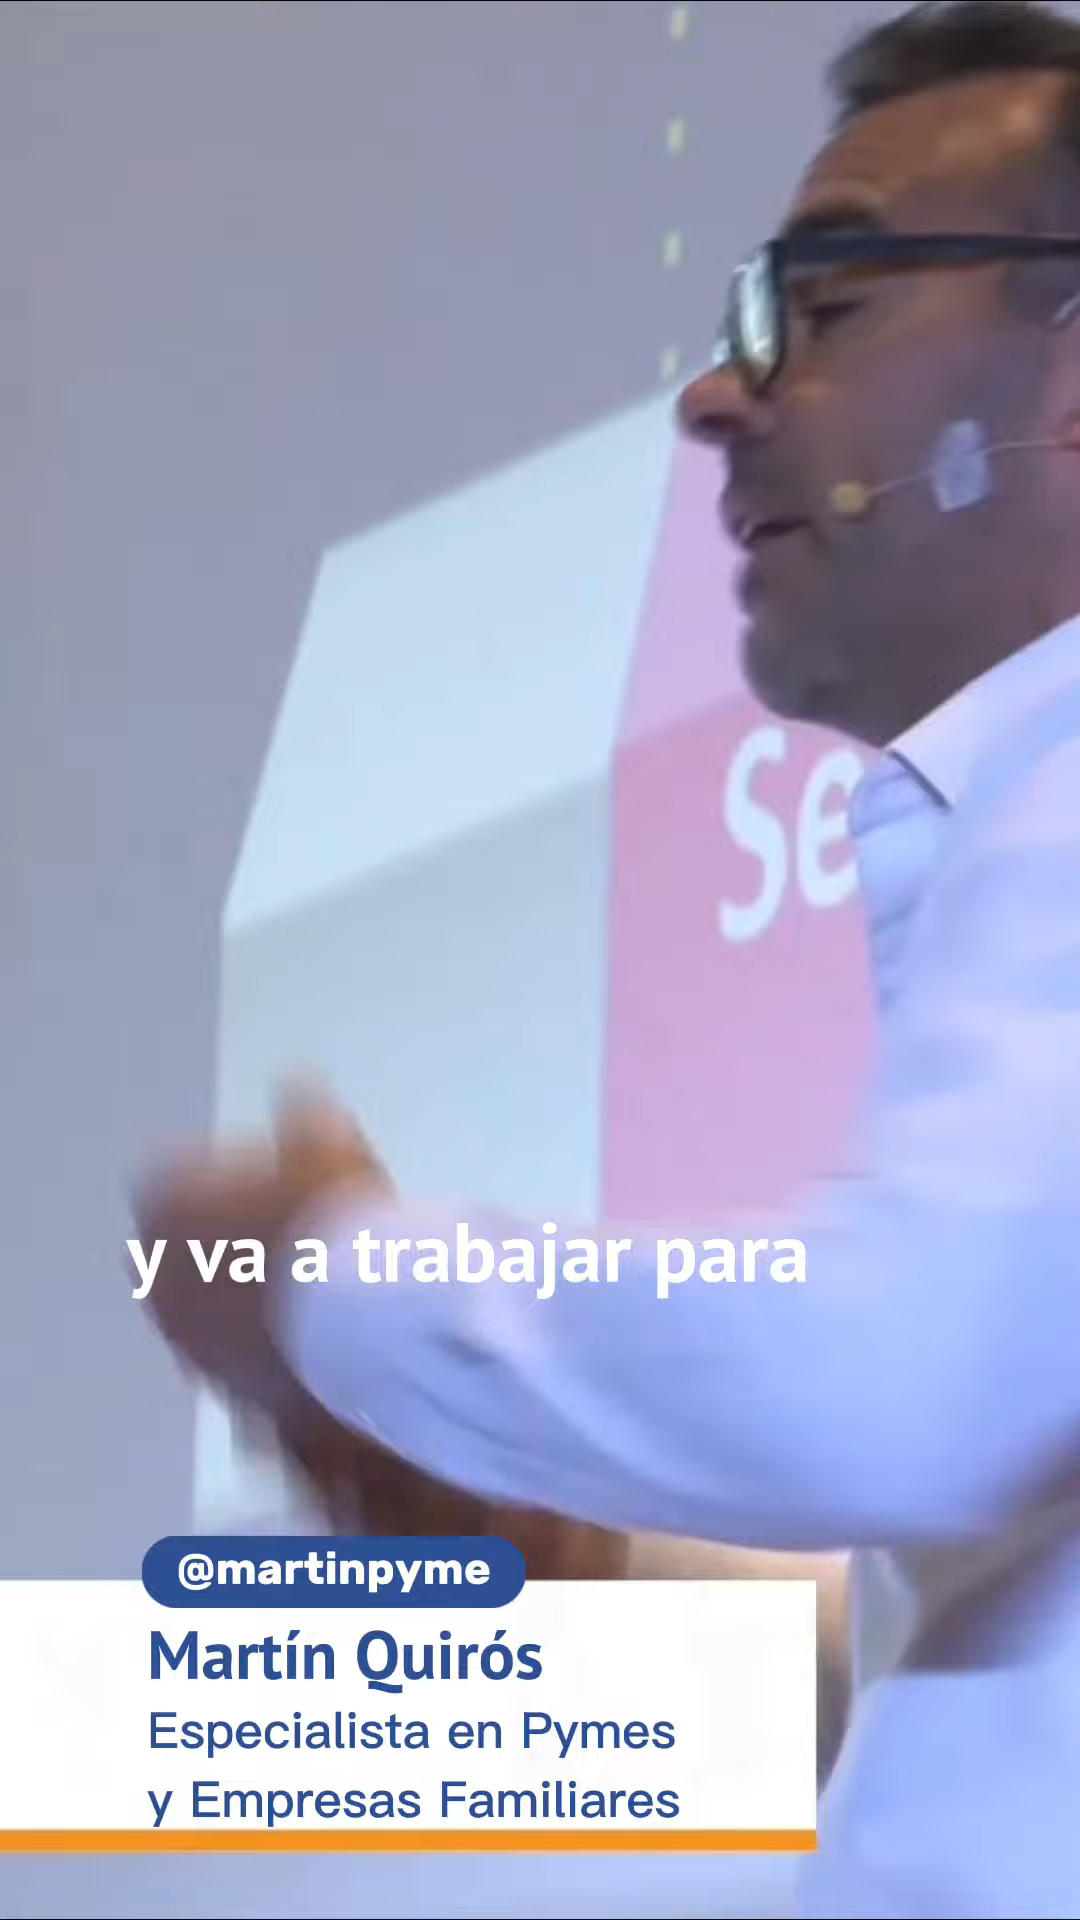 Se
y va a trabajar para
@martinpyme
Martín Quirós
Especialista en Pymes
y Empresas Familiares